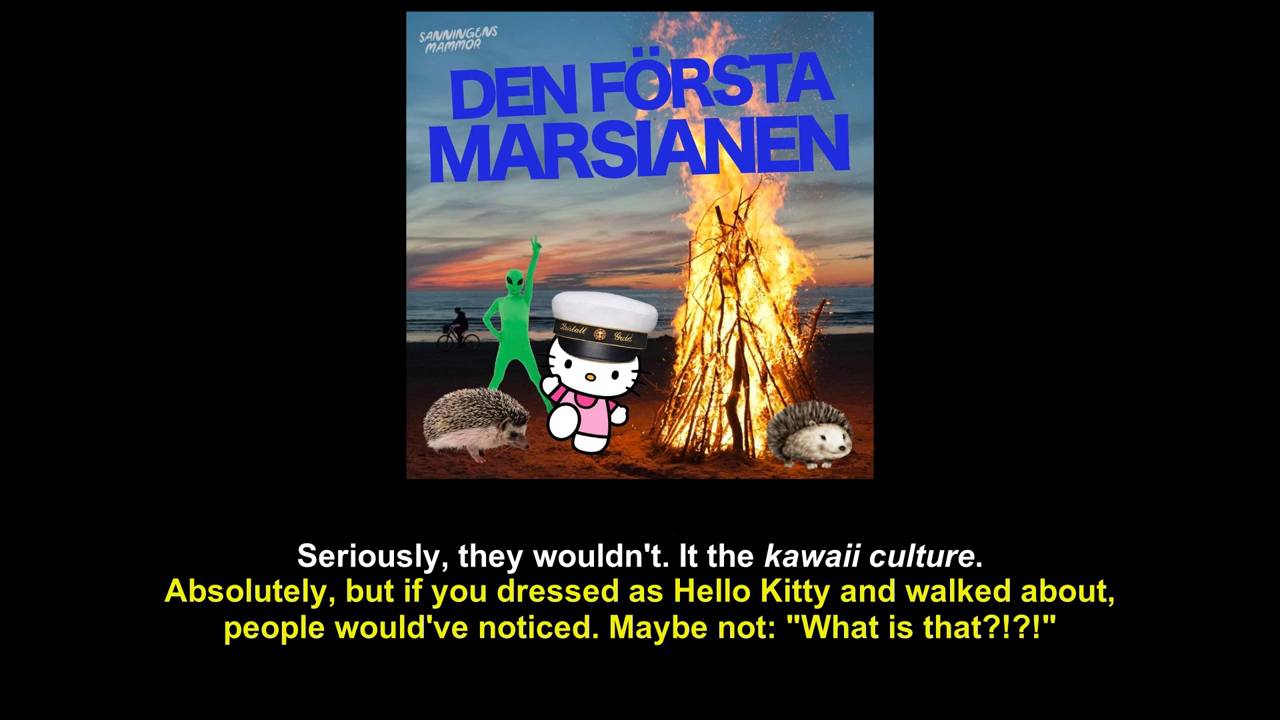 SANNINGENS
MAMMOR
DEN FÖRSTA
MARSIANEN
Seriously, they wouldn't. It the kawaii culture.
Absolutely, but if you dressed as Hello Kitty and walked about,
people would've noticed. Maybe not: "What is that?!?!"